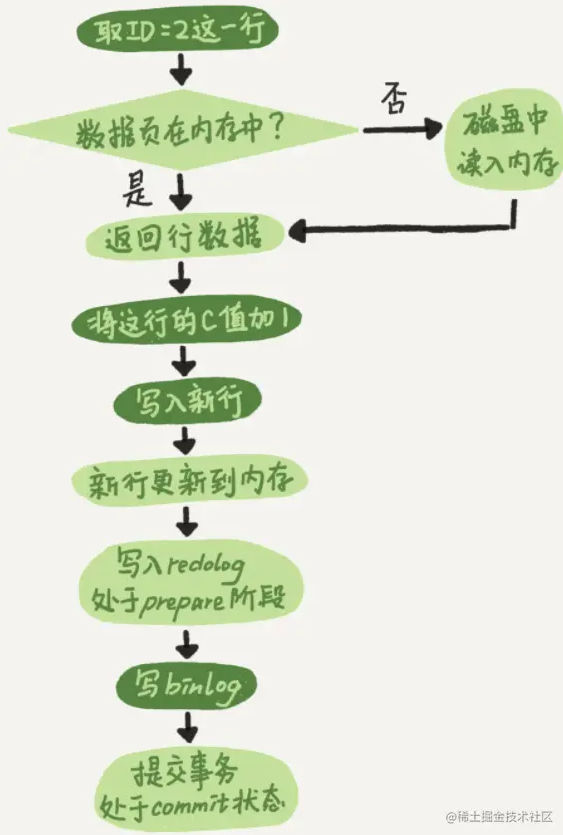 取ID=2这一行
数据页在内存中?
否
磁盘中
读入内存
是
返回行数据
将这行的C值加1
写入新行
新行更新到内存
写入redolog
处于prepare阶段
写binlog
提交事务
处于commit状态
@稀土掘金技术社区